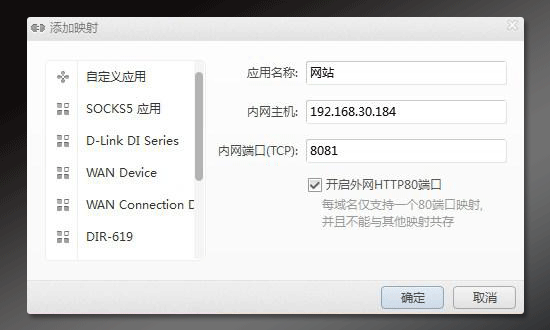 添加映射
自定义应用
SOCKS5 应用
D-Link DI Series
WAN Device
WAN Connection D
DIR-619
应用名称: 网站
内网主机: 192.168.30.184
内网端口(TCP): 8081
开启外网HTTP80端口
每域名仅支持一个80端口映射,
并且不能与其他映射共存
确定
取消